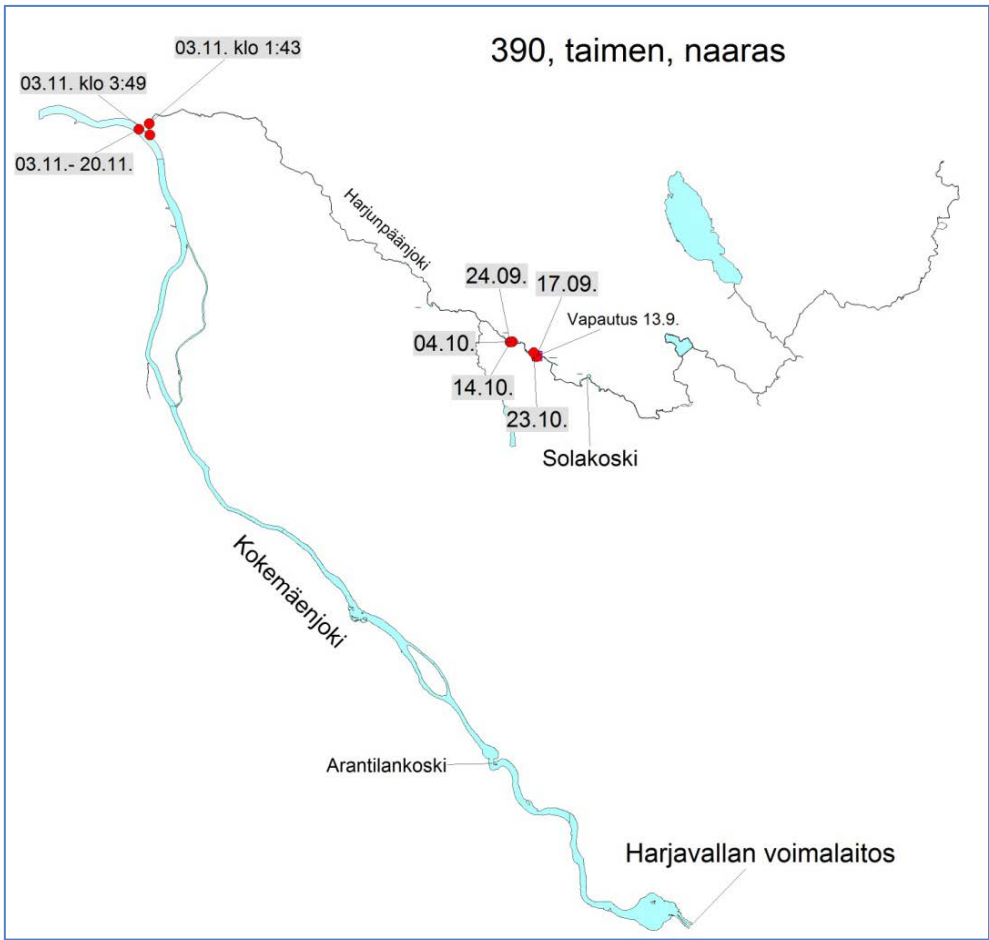 390, taimen, naaras
03.11. klo 1:43
03.11. klo 3:49
03.11.- 20.11.
Harjunpäänjoki
24.09.
17.09.
Vapautus 13.9.
04.10.
14.10.
23.10.
Solakoski
Kokemäenjoki
Arantilankoski
Harjavallan voimalaitos